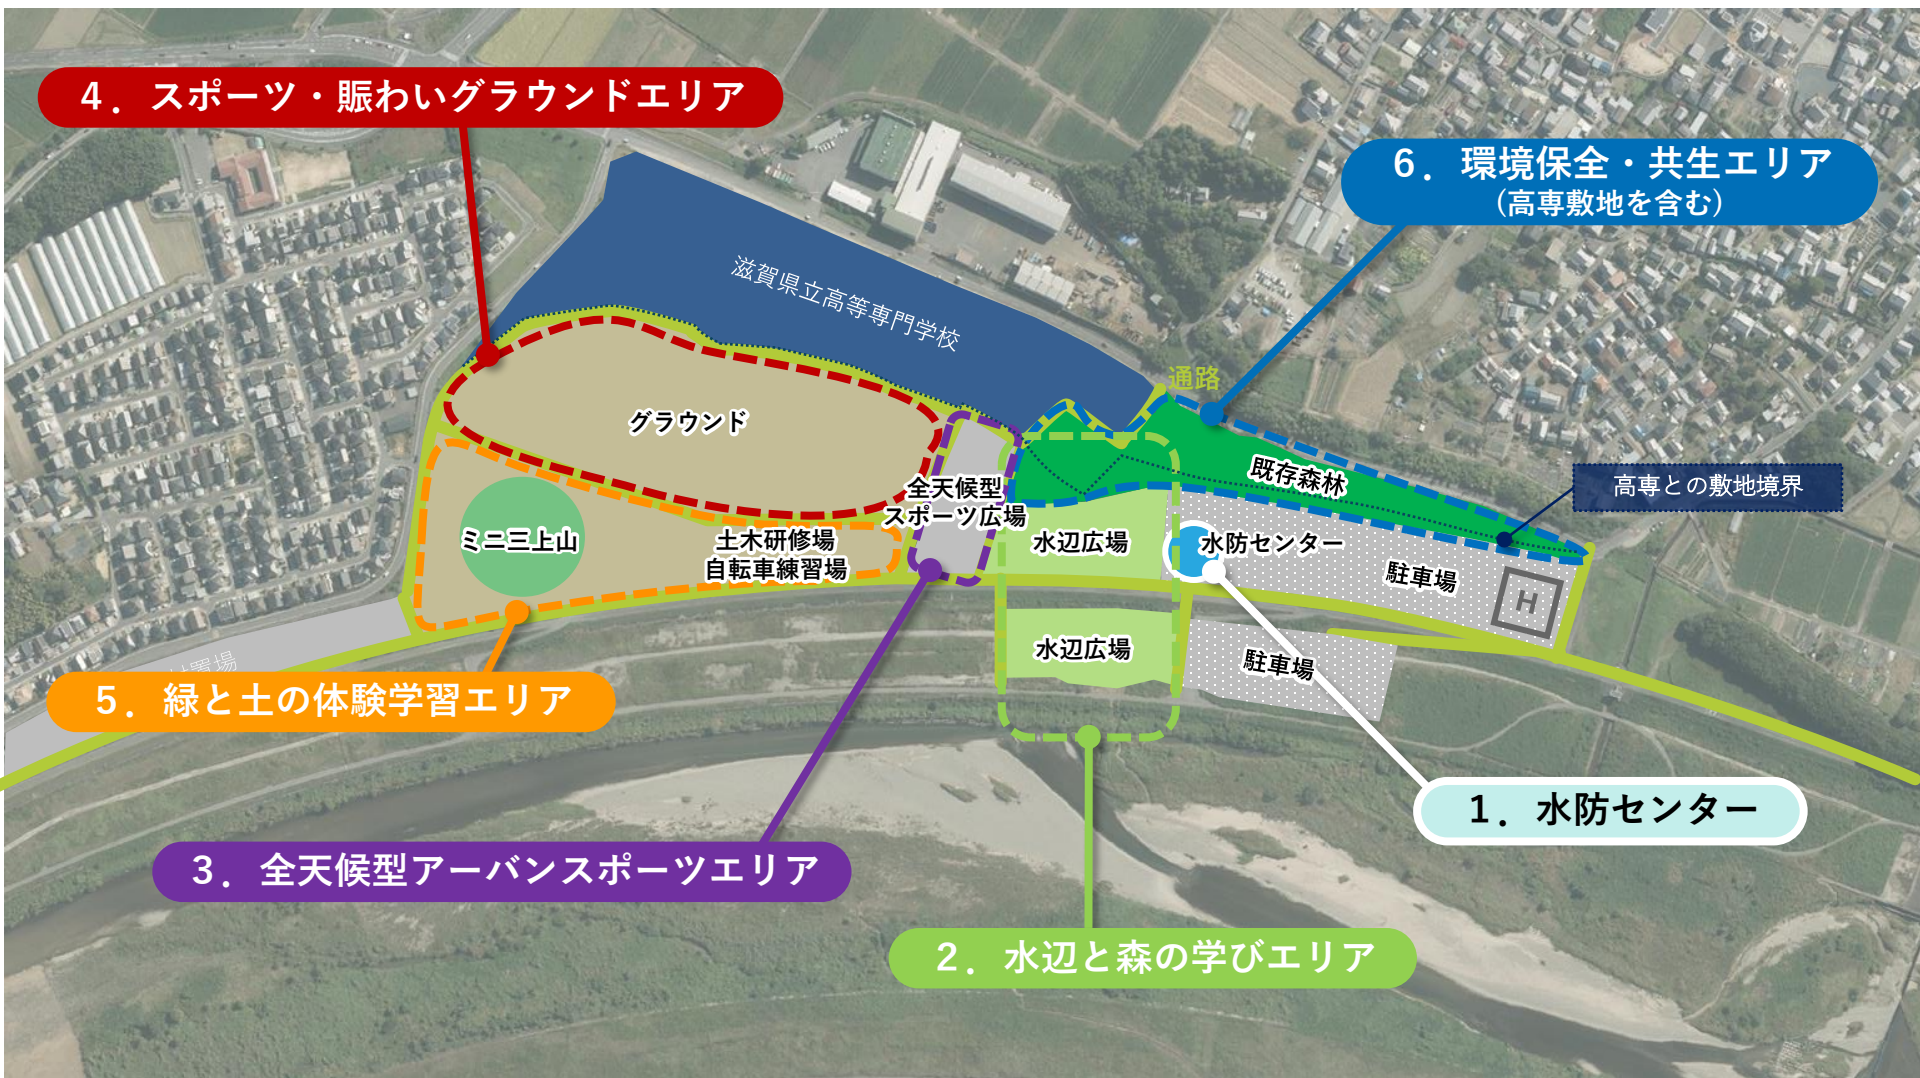 4．スポーツ・賑わいグラウンドエリア
6．環境保全・共生エリア
(高専敷地を含む)
滋賀県立高等専門学校
通路
グラウンド
既存森林
高専との敷地境界
全天候型
スポーツ広場
ミニ三上山
土木研修場
自転車練習場
水辺広場
水防センター
駐車場
H
水辺広場
駐車場
置場
5．緑と土の体験学習エリア
1．水防センター
3．全天候型アーバンスポーツエリア
2．水辺と森の学びエリア